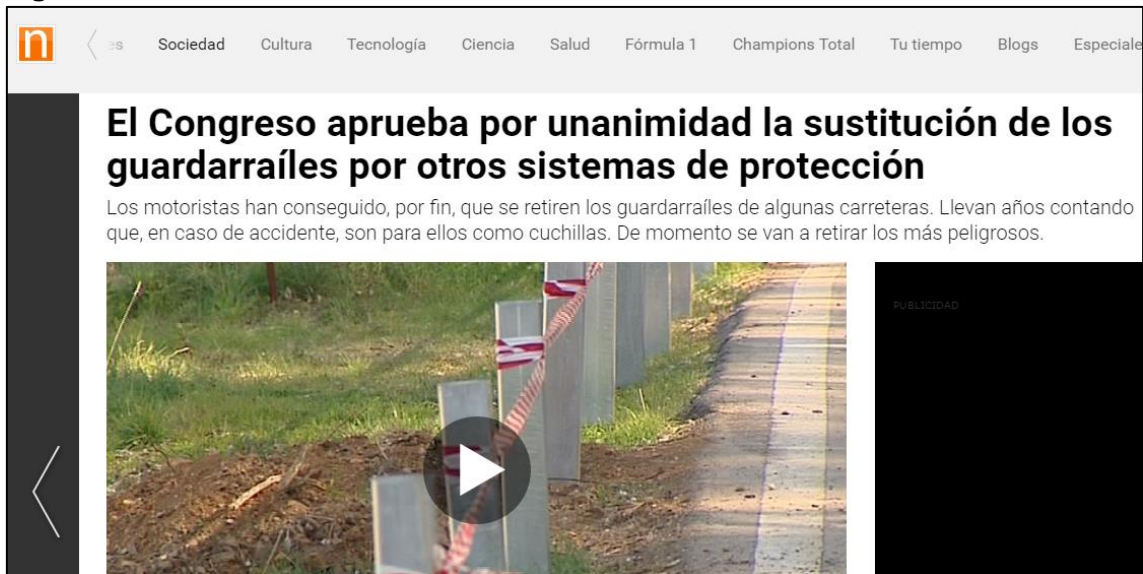 n
Sociedad Cultura Tecnología Ciencia Salud Fórmula 1 Champions Total Tu tiempo Blogs Especiale
El Congreso aprueba por unanimidad la sustitución de los
guardarraíles por otros sistemas de protección
Los motoristas han conseguido, por fin, que se retiren los guardarraíles de algunas carreteras. Llevan años contando
que, en caso de accidente, son para ellos como cuchillas. De momento se van a retirar los más peligrosos.
PUBLICIDAD